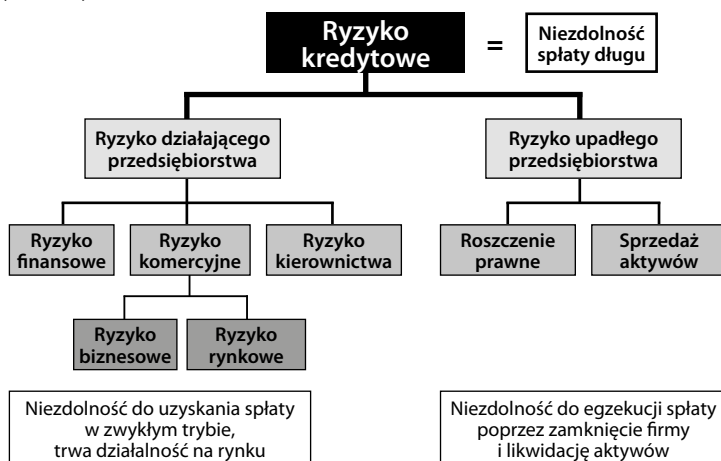 Ryzyko
kredytowe
=
Niezdolność
spłaty długu
Ryzyko działającego
przedsiębiorstwa
Ryzyko upadłego
przedsiębiorstwa
Ryzyko
finansowe
Ryzyko
komercyjne
Ryzyko
kierownictwa
Roszczenie
prawne
Sprzedaż
aktywów
Ryzyko
biznesowe
Ryzyko
rynkowe
Niezdolność do uzyskania spłaty
w zwykłym trybie,
trwa działalność na rynku
Niezdolność do egzekucji spłaty
poprzez zamknięcie firmy
i likwidację aktywów